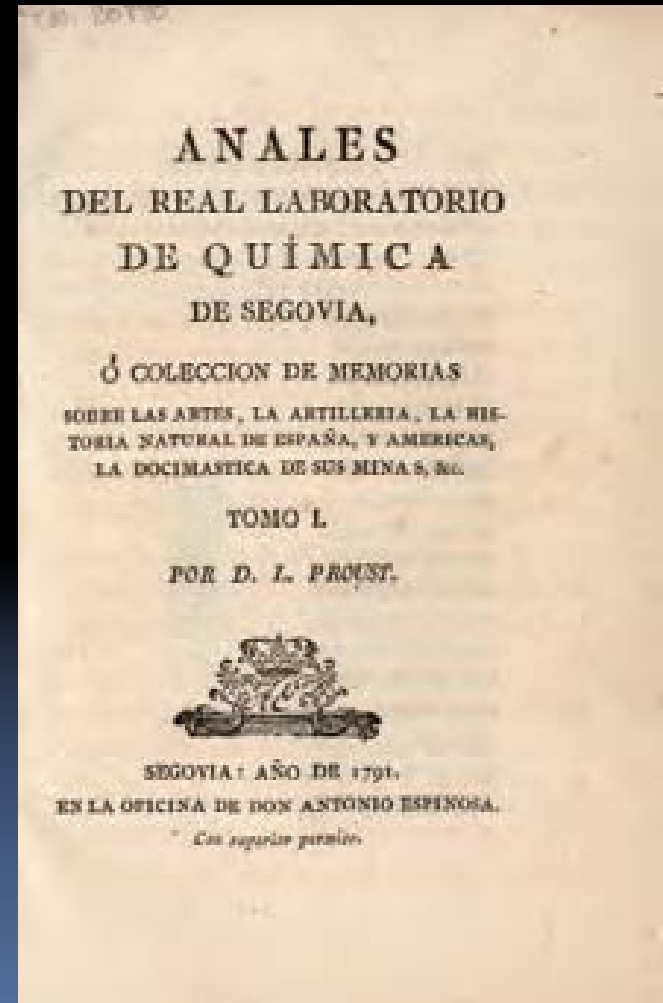 ANALES
DEL REAL LABORATORIO
DE QUÍMICA
DE SEGOVIA,
Ó COLECCION DE MEMORIAS
SOBRE LAS ARTES, LA ARTILLERIA, LA HIS-
TORIA NATURAL DE ESPAÑA, Y AMERICAS,
LA DOCIMASTICA DE SUS MINAS, &c.
TOMO I.
POR D. L. PROUST.
SEGOVIA: AÑO DE 1791.
EN LA OFICINA DE DON ANTONIO ESPINOSA.
Con superior permiso.